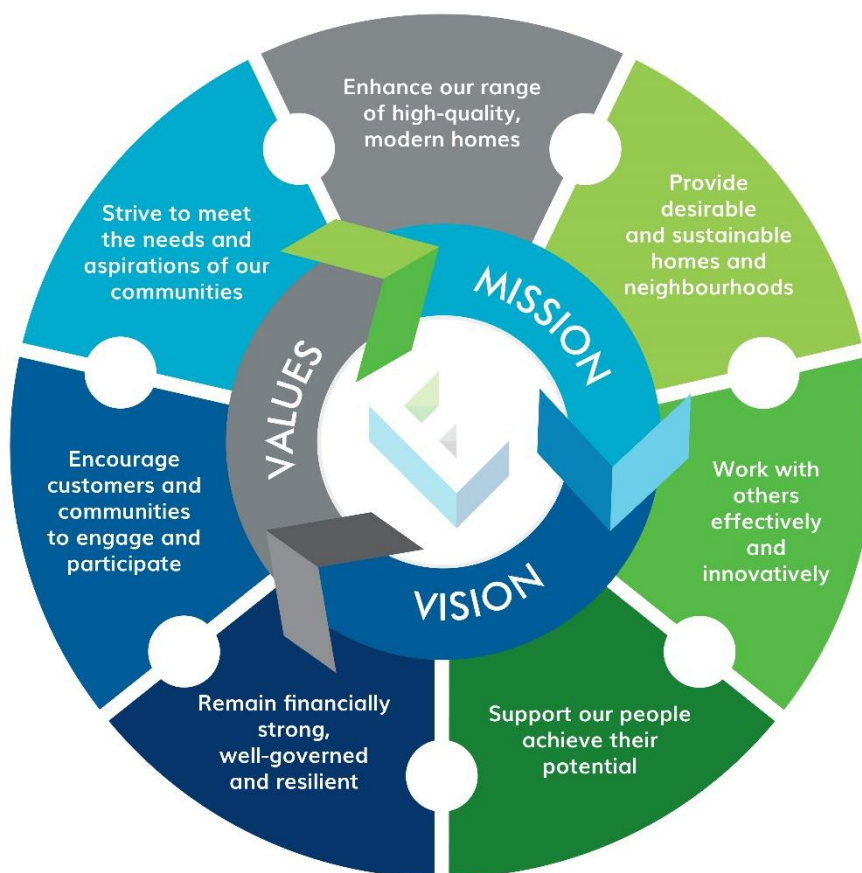 Enhance our range
of high-quality,
modern homes
Provide
desirable
and sustainable
homes and
neighbourhoods
Work with
others
effectively
and
innovatively
Support our people
achieve their
potential
Remain financially
strong,
well-governed
and resilient
Encourage
customers and
communities
to engage and
participate
Strive to meet
the needs and
aspirations of our
communities
MISSION
VISION
VALUES